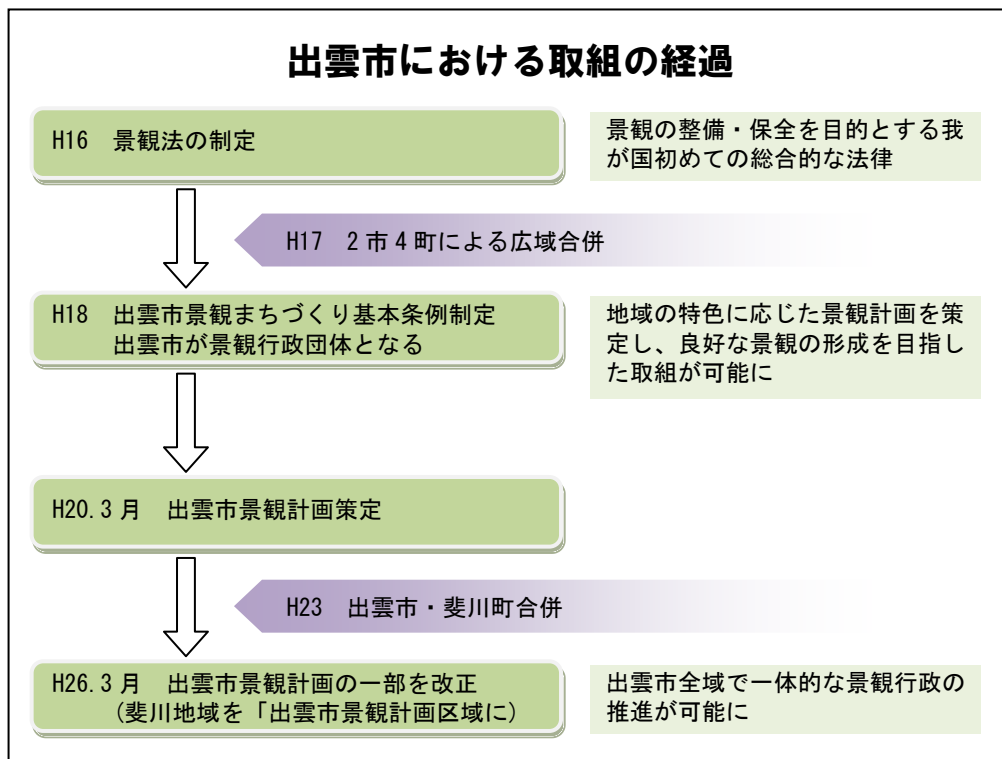 出雲市における取組の経過
H16　景観法の制定
景観の整備・保全を目的とする我
が国初めての総合的な法律
H17　2市4町による広域合併
H18　出雲市景観まちづくり基本条例制定
出雲市が景観行政団体となる
地域の特色に応じた景観計画を策
定し、良好な景観の形成を目指し
た取組が可能に
H20.3月　出雲市景観計画策定
H23　出雲市・斐川町合併
H26.3月　出雲市景観計画の一部を改正
(斐川地域を「出雲市景観計画区域に)
出雲市全域で一体的な景観行政の
推進が可能に